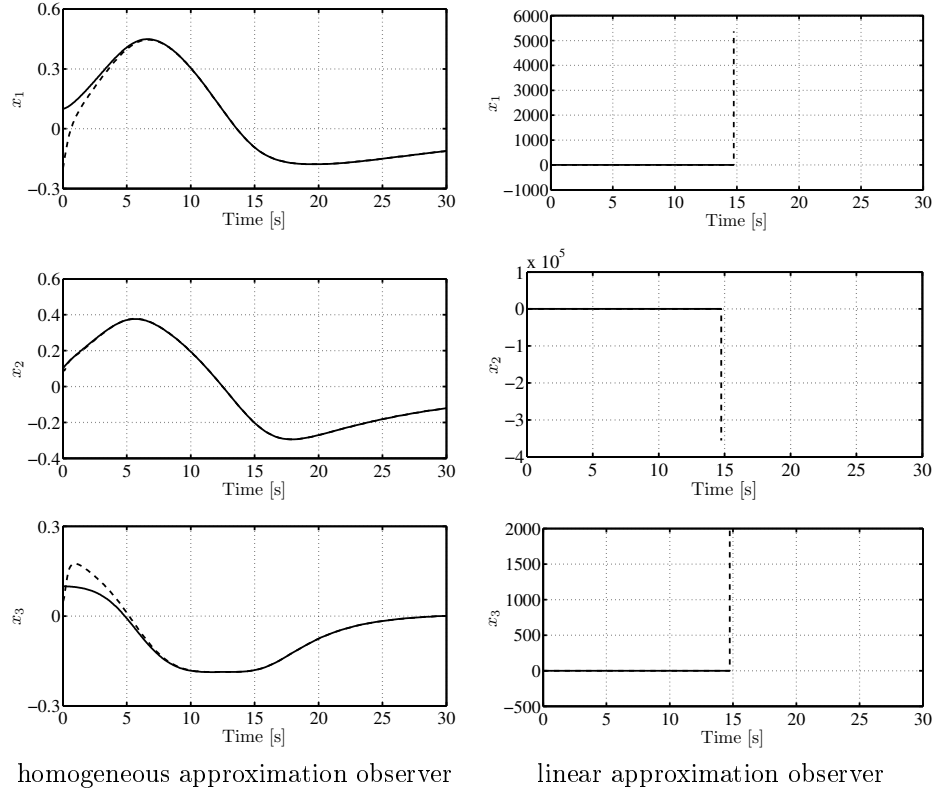 0.6
0.3
0
−0.3
x₁
0 5 10 15 20 25 30
Time [s]
6000
5000
4000
3000
2000
1000
0
−1000
x₁
0 5 10 15 20 25 30
Time [s]
0.6
0.4
0.2
0
−0.2
−0.4
x₂
0 5 10 15 20 25 30
Time [s]
x 10⁵
1
0
−1
−2
−3
−4
x₂
0 5 10 15 20 25 30
Time [s]
0.3
0
−0.3
x₃
0 5 10 15 20 25 30
Time [s]
2000
1500
1000
500
0
−500
x₃
0 5 10 15 20 25 30
Time [s]
homogeneous approximation observer
linear approximation observer